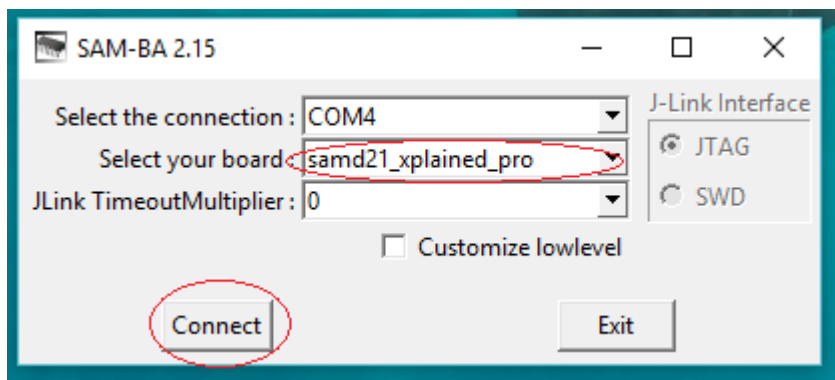 SAM-BA 2.15
Select the connection : COM4
Select your board : samd21_xplained_pro
JLink TimeoutMultiplier : 0
Customize lowlevel
J-Link Interface
JTAG
SWD
Connect
Exit